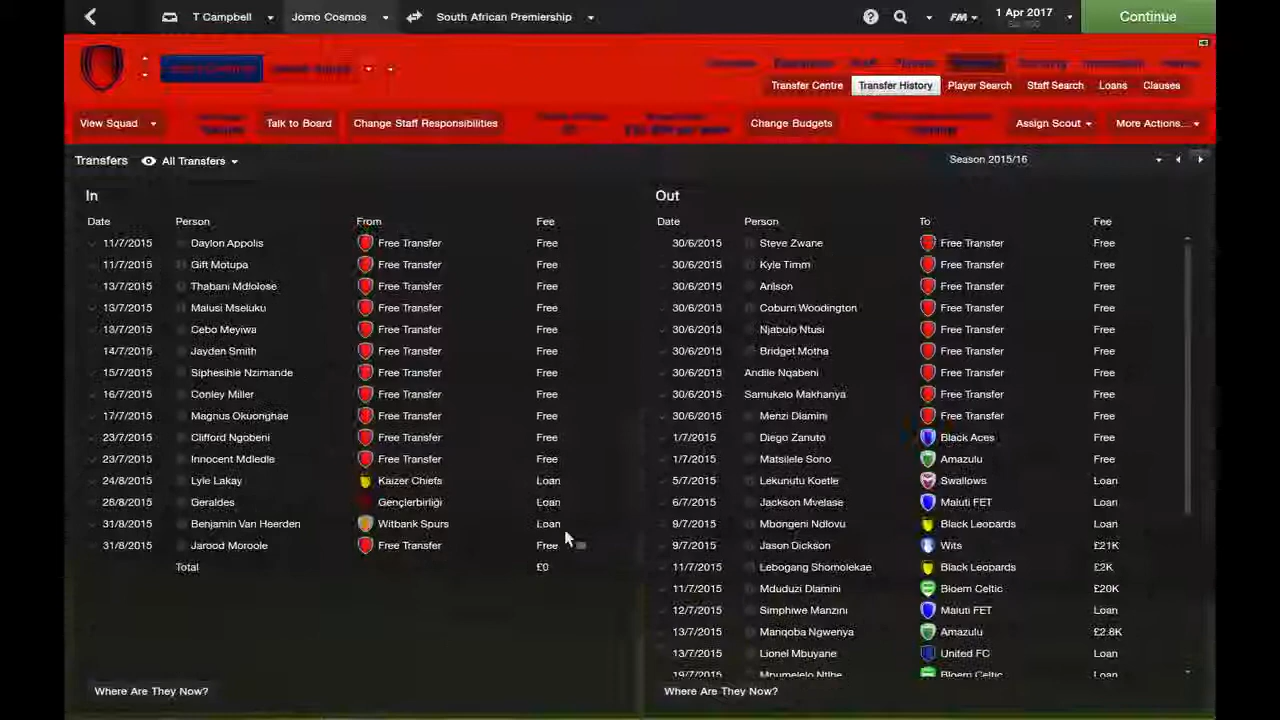 T Campbell Jomo Cosmos South African Premiership FM 1 Apr 2017 Continue
Transfer Centre Transfer History Player Search Staff Search Loans Clauses
View Squad Talk to Board Change Staff Responsibilities Change Budgets Assign Scout More Actions...
Transfers All Transfers Season 2015/16
In Out
Date Person From Fee Date Person To Fee
11/7/2015 Daylon Appolis Free Transfer Free 30/6/2015 Steve Zwane Free Transfer Free
11/7/2015 Gift Motupa Free Transfer Free 30/6/2015 Kyle Timm Free Transfer Free
13/7/2015 Thabani Mdlolose Free Transfer Free 30/6/2015 Arilson Free Transfer Free
13/7/2015 Malusi Mseluku Free Transfer Free 30/6/2015 Coburn Woodington Free Transfer Free
13/7/2015 Cebo Meyiwa Free Transfer Free 30/6/2015 Njabulo Ntusi Free Transfer Free
14/7/2015 Jayden Smith Free Transfer Free 30/6/2015 Bridget Motha Free Transfer Free
15/7/2015 Siphesihle Nzimande Free Transfer Free 30/6/2015 Andile Nqabeni Free Transfer Free
16/7/2015 Conley Miller Free Transfer Free 30/6/2015 Samukelo Makhanya Free Transfer Free
17/7/2015 Magnus Okuonghae Free Transfer Free 30/6/2015 Menzi Dlamini Free Transfer Free
23/7/2015 Clifford Ngobeni Free Transfer Free 1/7/2015 Diego Zanuto Black Aces Free
23/7/2015 Innocent Mdledle Free Transfer Free 1/7/2015 Matsilele Sono Amazulu Free
24/8/2015 Lyle Lakay Kaizer Chiefs Loan 5/7/2015 Lekunutu Koetle Swallows Loan
28/8/2015 Geraldes Gençlerbirliği Loan 6/7/2015 Jackson Mvelase Maluti FET Loan
31/8/2015 Benjamin Van Heerden Witbank Spurs Loan 9/7/2015 Mbongeni Ndlovu Black Leopards Loan
31/8/2015 Jarood Moroole Free Transfer Free 9/7/2015 Jason Dickson Wits £21K
Total £0 11/7/2015 Lebogang Shomolekae Black Leopards £2K
11/7/2015 Mduduzi Dlamini Bloem Celtic £20K
12/7/2015 Simphiwe Manzini Maluti FET Loan
13/7/2015 Manqoba Ngwenya Amazulu £2.8K
13/7/2015 Lionel Mbuyane United FC Loan
19/7/2015 Mpumelelo Bloem Celtic Loan
Where Are They Now? Where Are They Now?